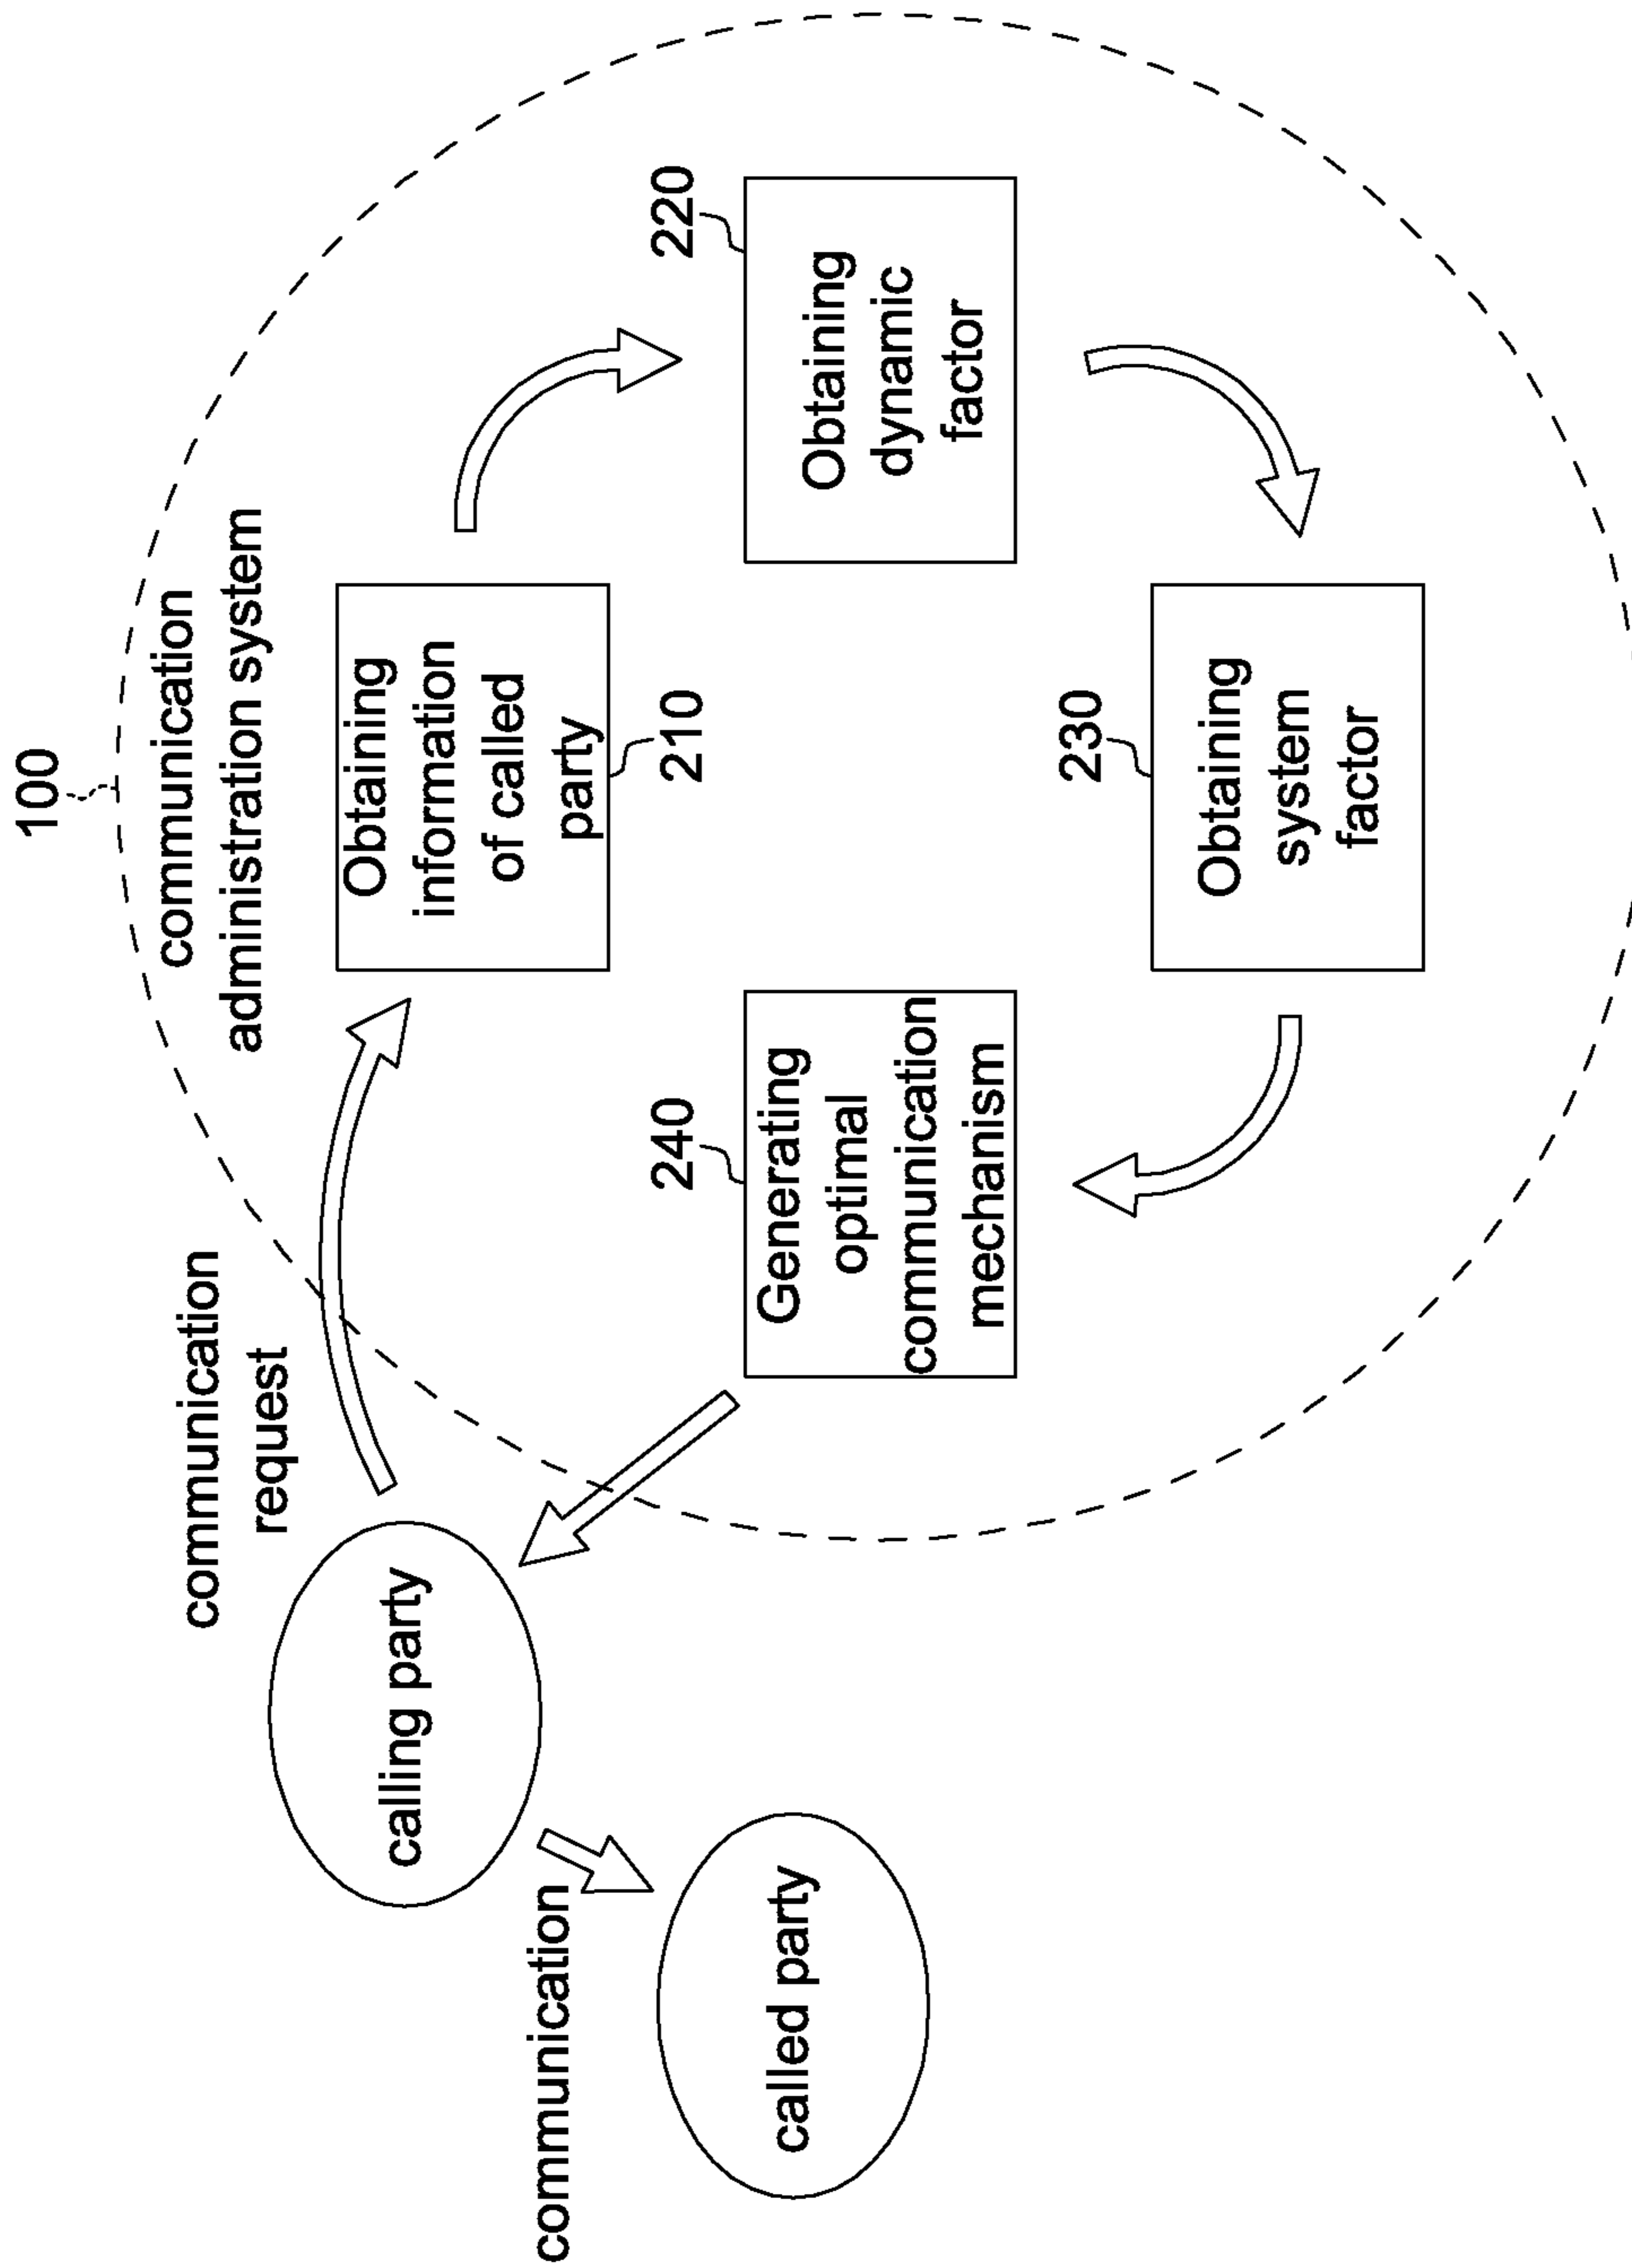 100
communication
administration system
communication
request
calling party
communication
called party
Obtaining
information
of called
party
210
220
Obtaining
dynamic
factor
230
Obtaining
system
factor
240
Generating
optimal
communication
mechanism